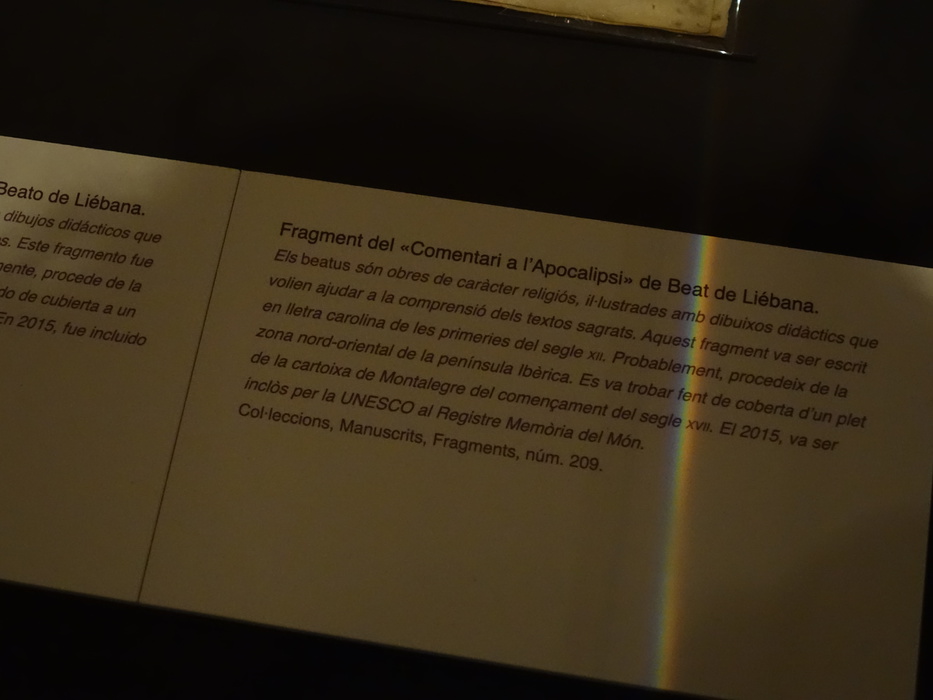 Beato de Liébana.
dibujos didácticos que
s. Este fragmento fue
mente, procede de la
do de cubierta a un
En 2015, fue incluido
Fragment del «Comentari a l'Apocalipsi» de Beat de Liébana.
Els beatus són obres de caràcter religiós, il·lustrades amb dibuixos didàctics que
volien ajudar a la comprensió dels textos sagrats. Aquest fragment va ser escrit
en lletra carolina de les primeries del segle XII. Probablement, procedeix de la
zona nord-oriental de la península Ibèrica. Es va trobar fent de coberta d'un plet
de la cartoixa de Montalegre del començament del segle XVII. El 2015, va ser
inclòs per la UNESCO al Registre Memòria del Món.
Col·leccions, Manuscrits, Fragments, núm. 209.